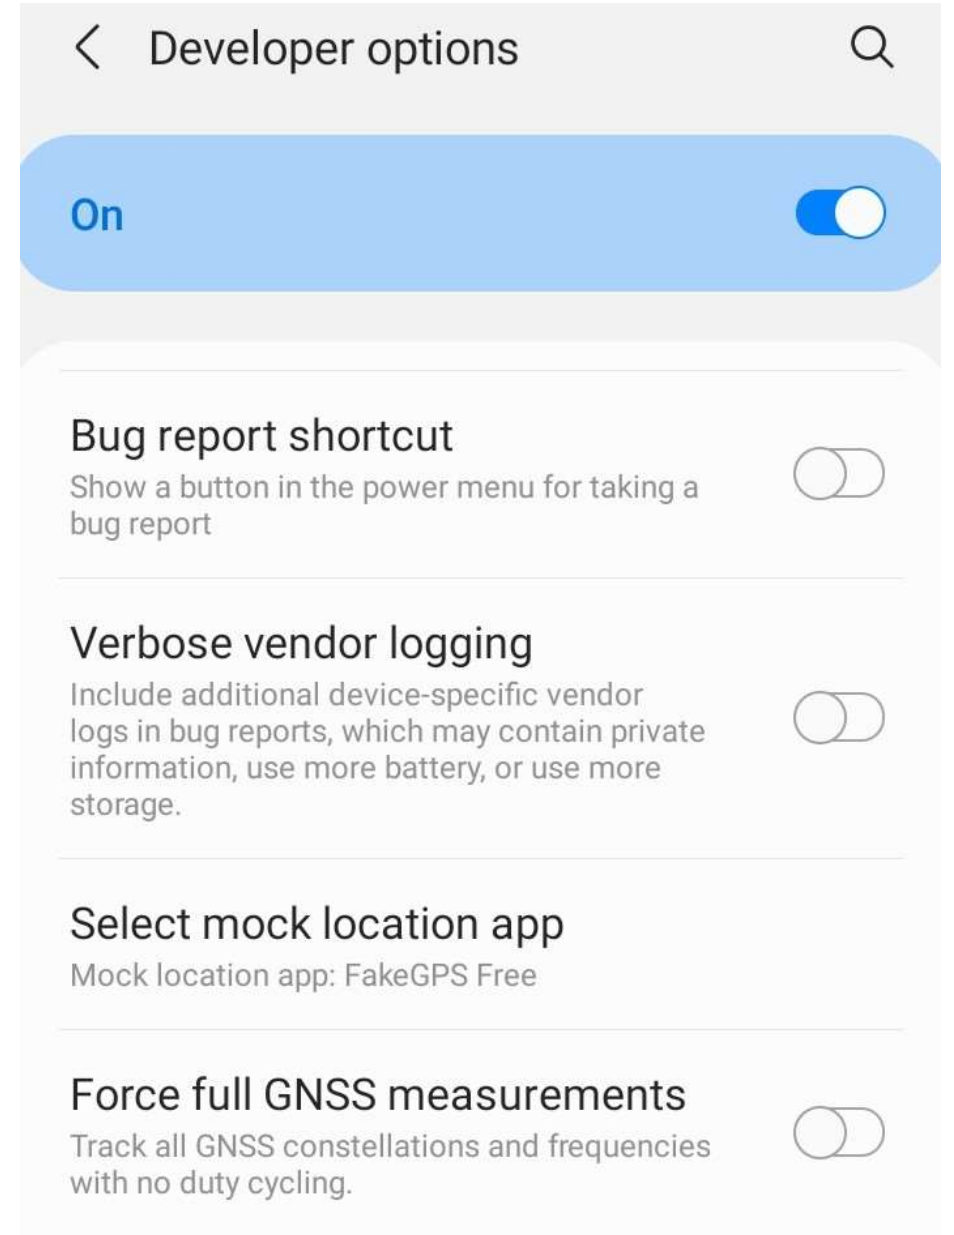 Developer options
On
Bug report shortcut
Show a button in the power menu for taking a
bug report
Verbose vendor logging
Include additional device-specific vendor
logs in bug reports, which may contain private
information, use more battery, or use more
storage.
Select mock location app
Mock location app: FakeGPS Free
Force full GNSS measurements
Track all GNSS constellations and frequencies
with no duty cycling.